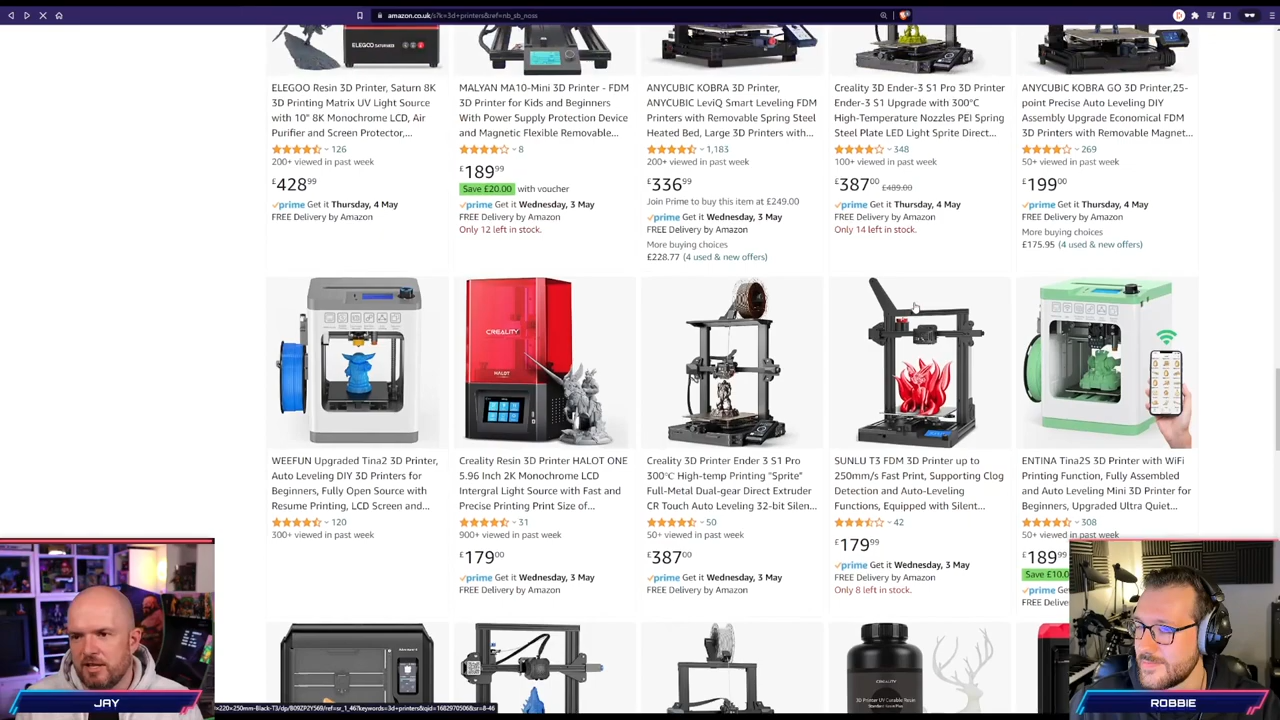 amazon.co.uk/s?k=3d+printers&ref=nb_sb_noss
ELEGOO SATURN 8K
ELEGOO Resin 3D Printer, Saturn 8K
3D Printing Matrix UV Light Source
with 10" 8K Monochrome LCD, Air
Purifier and Screen Protector,...
126
200+ viewed in past week
£428.99
prime Get it Thursday, 4 May
FREE Delivery by Amazon
MALYAN MA10-Mini 3D Printer - FDM
3D Printer for Kids and Beginners
With Power Supply Protection Device
and Magnetic Flexible Removable...
8
£189.99
Save £20.00 with voucher
prime Get it Wednesday, 3 May
FREE Delivery by Amazon
Only 12 left in stock.
ANYCUBIC KOBRA 3D Printer,
ANYCUBIC LeviQ Smart Leveling FDM
Printers with Removable Spring Steel
Heated Bed, Large 3D Printers with...
1,183
200+ viewed in past week
£336.99
Join Prime to buy this item at £249.00
prime Get it Wednesday, 3 May
FREE Delivery by Amazon
More buying choices
£228.77 (4 used & new offers)
Creality 3D Ender-3 S1 Pro 3D Printer
Ender-3 S1 Upgrade with 300°C
High-Temperature Nozzles PEI Spring
Steel Plate LED Light Sprite Direct...
348
100+ viewed in past week
£387.00 £489.00
prime Get it Thursday, 4 May
FREE Delivery by Amazon
Only 14 left in stock.
ANYCUBIC KOBRA GO 3D Printer,25-
point Precise Auto Leveling DIY
Assembly Upgrade Economical FDM
3D Printers with Removable Magnet...
269
50+ viewed in past week
£199.00
prime Get it Thursday, 4 May
FREE Delivery by Amazon
More buying choices
£175.95 (4 used & new offers)
CREALITY
HALOT
WEEFUN Upgraded Tina2 3D Printer,
Auto Leveling DIY 3D Printers for
Beginners, Fully Open Source with
Resume Printing, LCD Screen and...
120
300+ viewed in past week
Creality Resin 3D Printer HALOT ONE
5.96 Inch 2K Monochrome LCD
Intergral Light Source with Fast and
Precise Printing Print Size of...
31
900+ viewed in past week
£179.00
prime Get it Wednesday, 3 May
FREE Delivery by Amazon
Creality 3D Printer Ender 3 S1 Pro
300℃ High-temp Printing "Sprite"
Full-Metal Dual-gear Direct Extruder
CR Touch Auto Leveling 32-bit Silen...
50
50+ viewed in past week
£387.00
prime Get it Wednesday, 3 May
FREE Delivery by Amazon
SUNLU T3 FDM 3D Printer up to
250mm/s Fast Print, Supporting Clog
Detection and Auto-Leveling
Functions, Equipped with Silent...
42
£179.99
prime Get it Wednesday, 3 May
FREE Delivery by Amazon
Only 8 left in stock.
ENTINA Tina2S 3D Printer with WiFi
Printing Function, Fully Assembled
and Auto Leveling Mini 3D Printer for
Beginners, Upgraded Ultra Quiet...
308
50+ viewed in past week
£189.99
Save £10.0
prime Ge
FREE Delive
CREALITY
3D Printer UV Curable Resin
JAY
ROBBIE